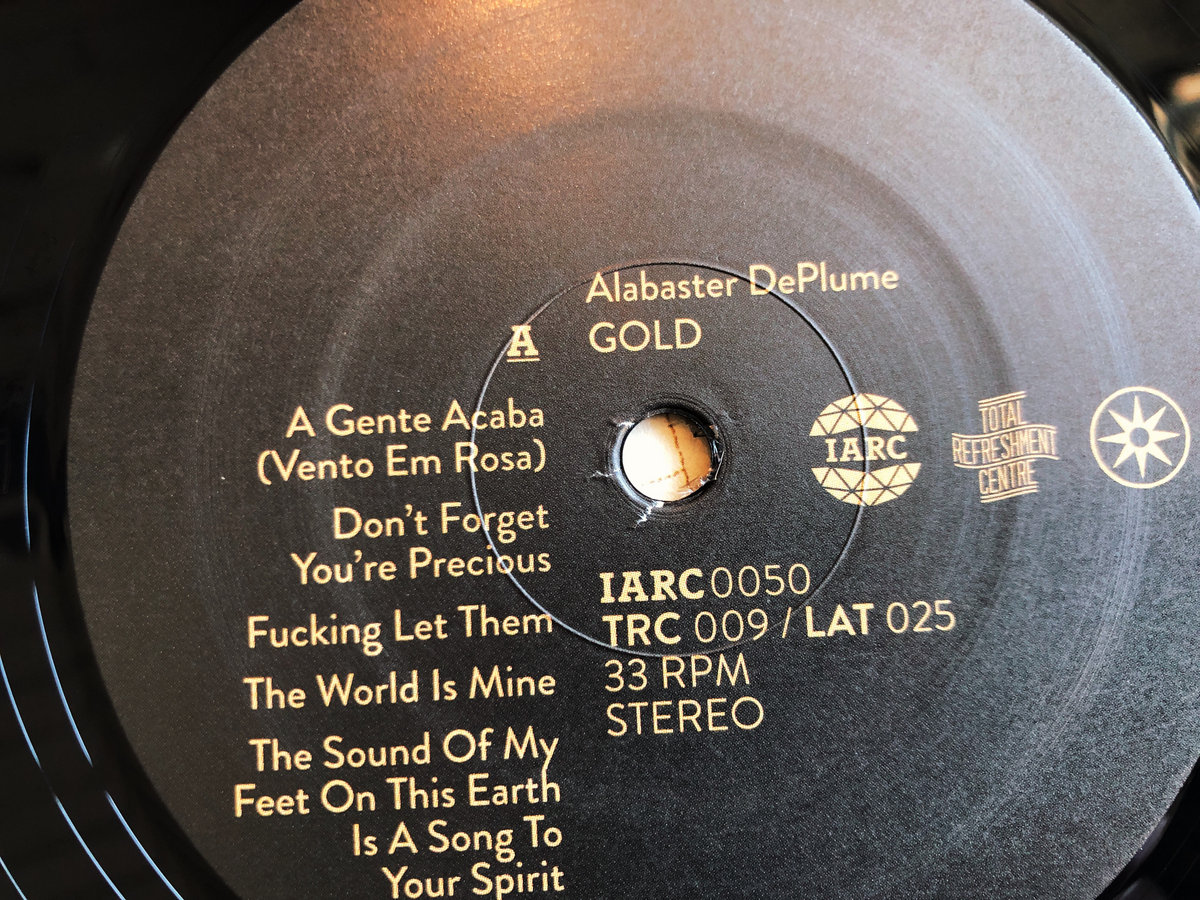 Alabaster DePlume
A
GOLD
A Gente Acaba
(Vento Em Rosa)
Don't Forget
You're Precious
Fucking Let Them
The World Is Mine
The Sound Of My
Feet On This Earth
Is A Song To
Your Spirit
IARC
TOTAL
REFRESHMENT
CENTRE
IARC0050
TRC 009 / LAT 025
33 RPM
STEREO